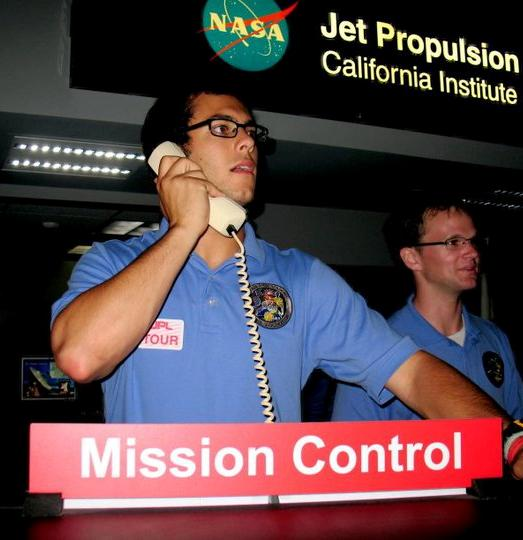 NASA
Jet Propulsion
California Institute
JPL
TOUR
Mission Control